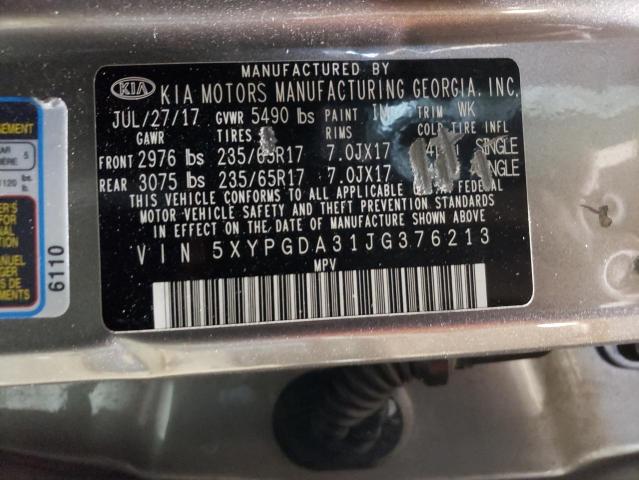 MANUFACTURED BY
KIA KIA MOTORS MANUFACTURING GEORGIA, INC.
JUL/27/17 GVWR 5490 lbs PAINT TRIM WK
GAWR TIRES RIMS COLD TIRE INFL
FRONT 2976 lbs 235/65R17 7.0JX17 SINGLE
REAR 3075 lbs 235/65R17 7.0JX17 SINGLE
THIS VEHICLE CONFORMS TO ALL APPLICABLE FEDERAL
MOTOR VEHICLE SAFETY AND THEFT PREVENTION STANDARDS
IN EFFECT ON THE DATE OF MANUFACTURE SHOWN ABOVE
VIN 5XYPGDA31JG376213
MPV
6110